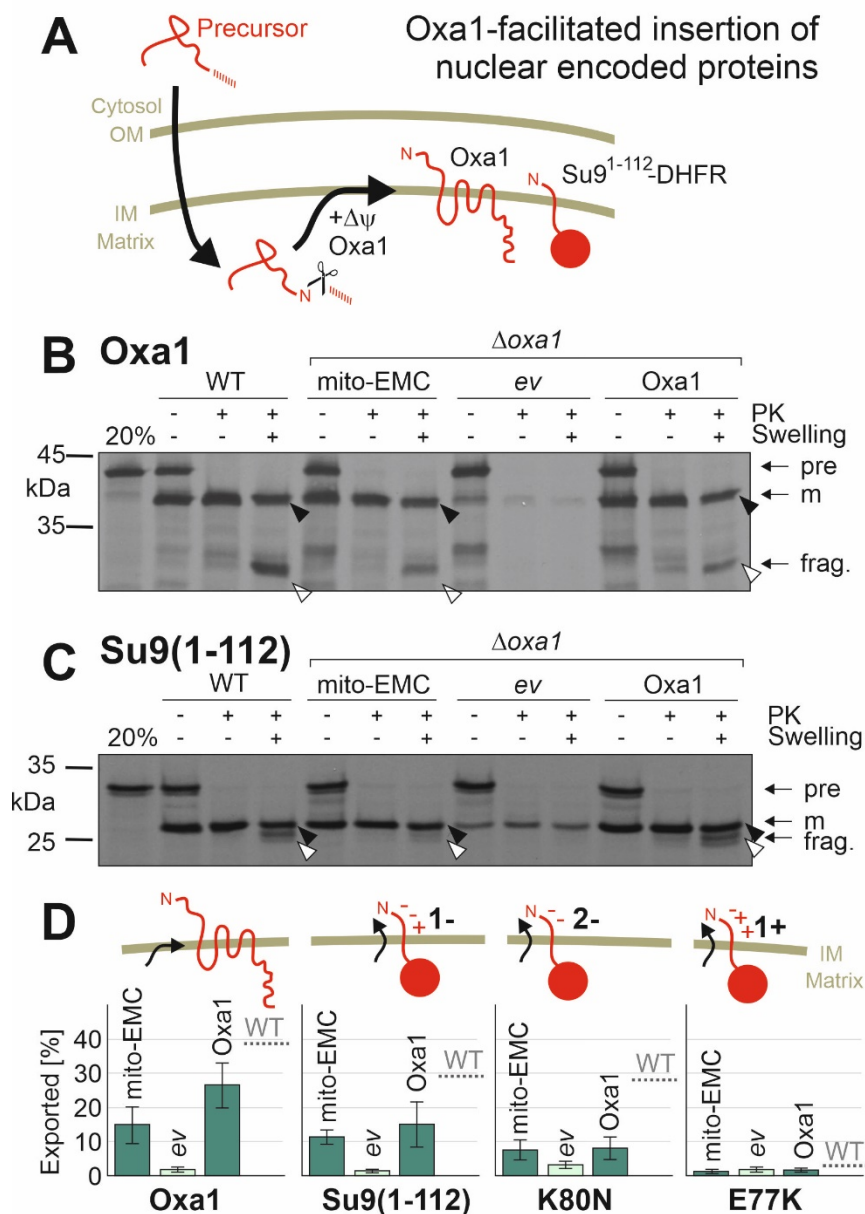 A
Precursor
Oxa1-facilitated insertion of
nuclear encoded proteins
Cytosol
OM
N
Oxa1
N
Su9¹⁻¹¹²-DHFR
IM
Matrix
+Δψ
Oxa1
N
B Oxa1
Δoxa1
WT mito-EMC ev Oxa1
- + + - + + - + + - + + PK
20% - - + - - + - - + - - + Swelling
45
kDa
35
pre
m
frag.
C Su9(1-112)
Δoxa1
WT mito-EMC ev Oxa1
- + + - + + - + + - + + PK
20% - - + - - + - - + - - + Swelling
35
kDa
25
pre
m
frag.
D
N
N - - + 1-
N - - 2-
N - + + 1+
IM
Matrix
Exported [%]
40
30
20
10
0
mito-EMC ev Oxa1 WT
mito-EMC ev Oxa1 WT
mito-EMC ev Oxa1 WT
mito-EMC ev Oxa1 WT
Oxa1 Su9(1-112) K80N E77K